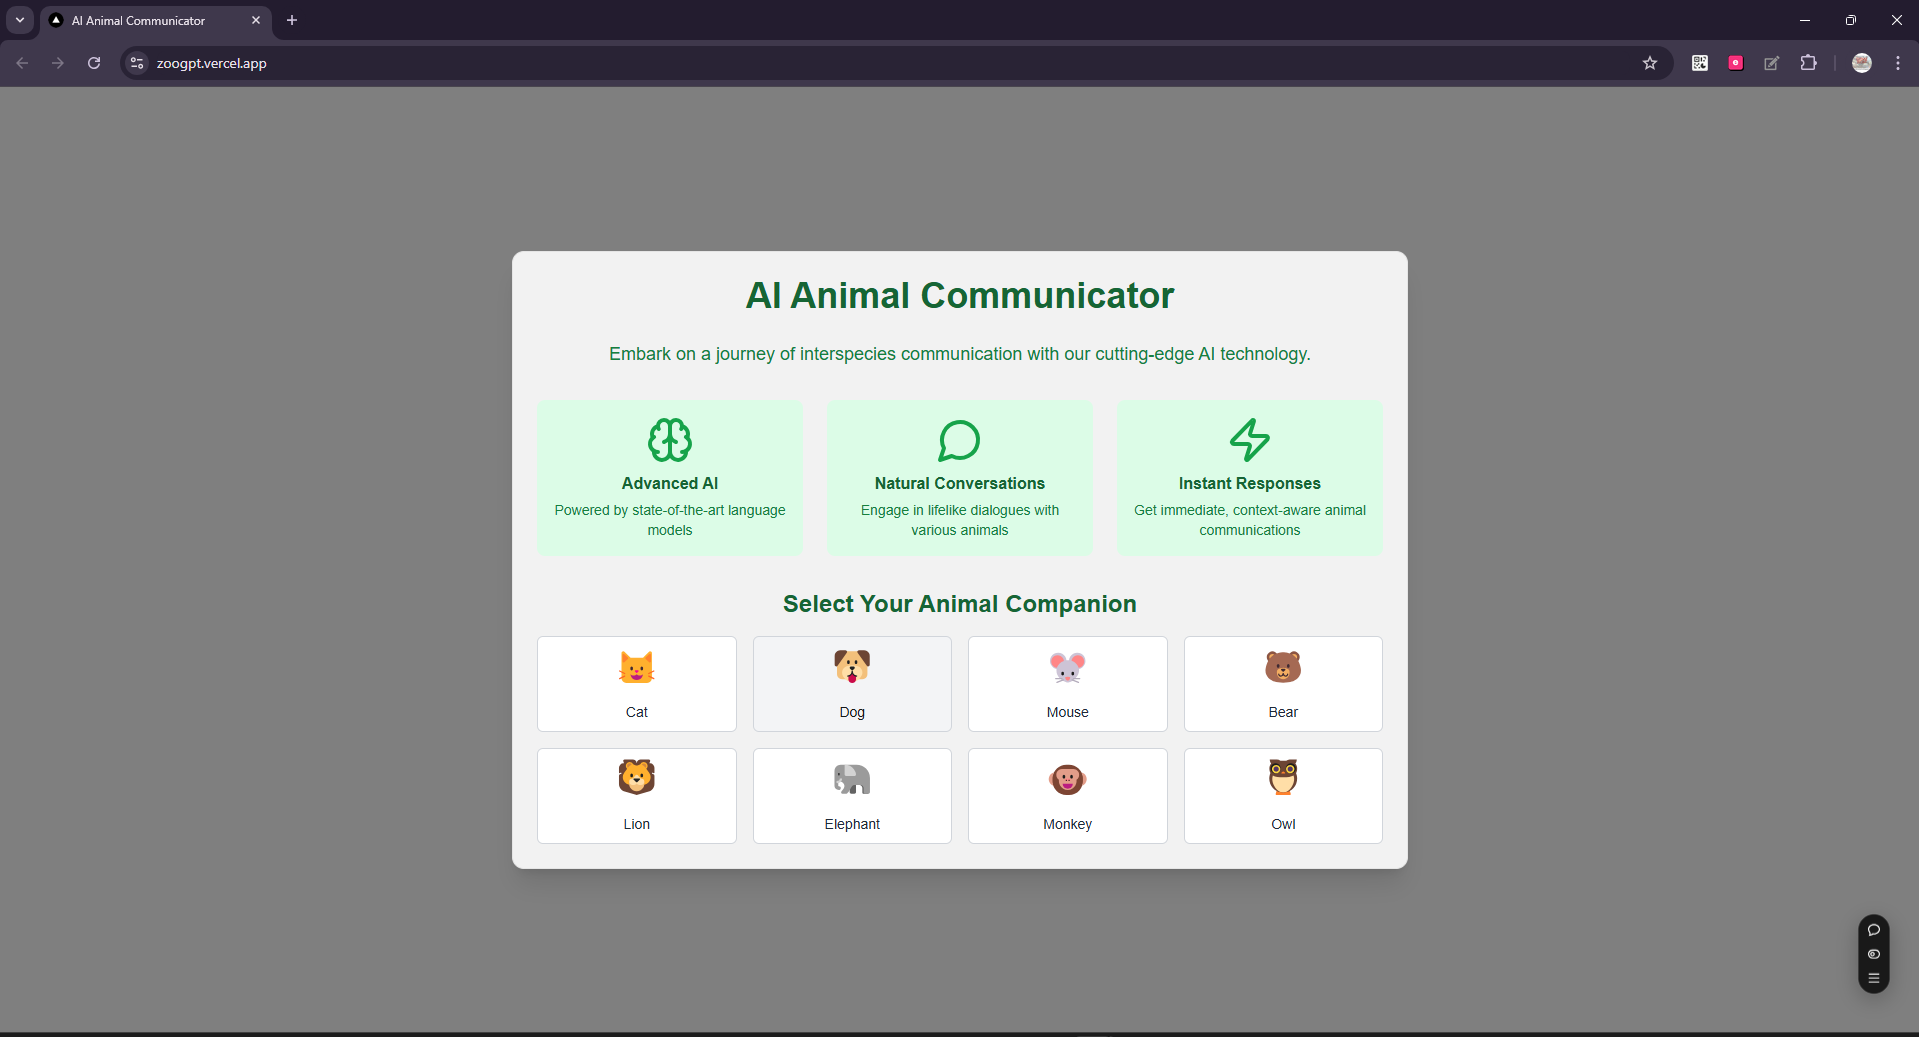 AI Animal Communicator
zoogpt.vercel.app
AI Animal Communicator
Embark on a journey of interspecies communication with our cutting-edge AI technology.
Advanced AI
Powered by state-of-the-art language
models
Natural Conversations
Engage in lifelike dialogues with
various animals
Instant Responses
Get immediate, context-aware animal
communications
Select Your Animal Companion
Cat
Dog
Mouse
Bear
Lion
Elephant
Monkey
Owl